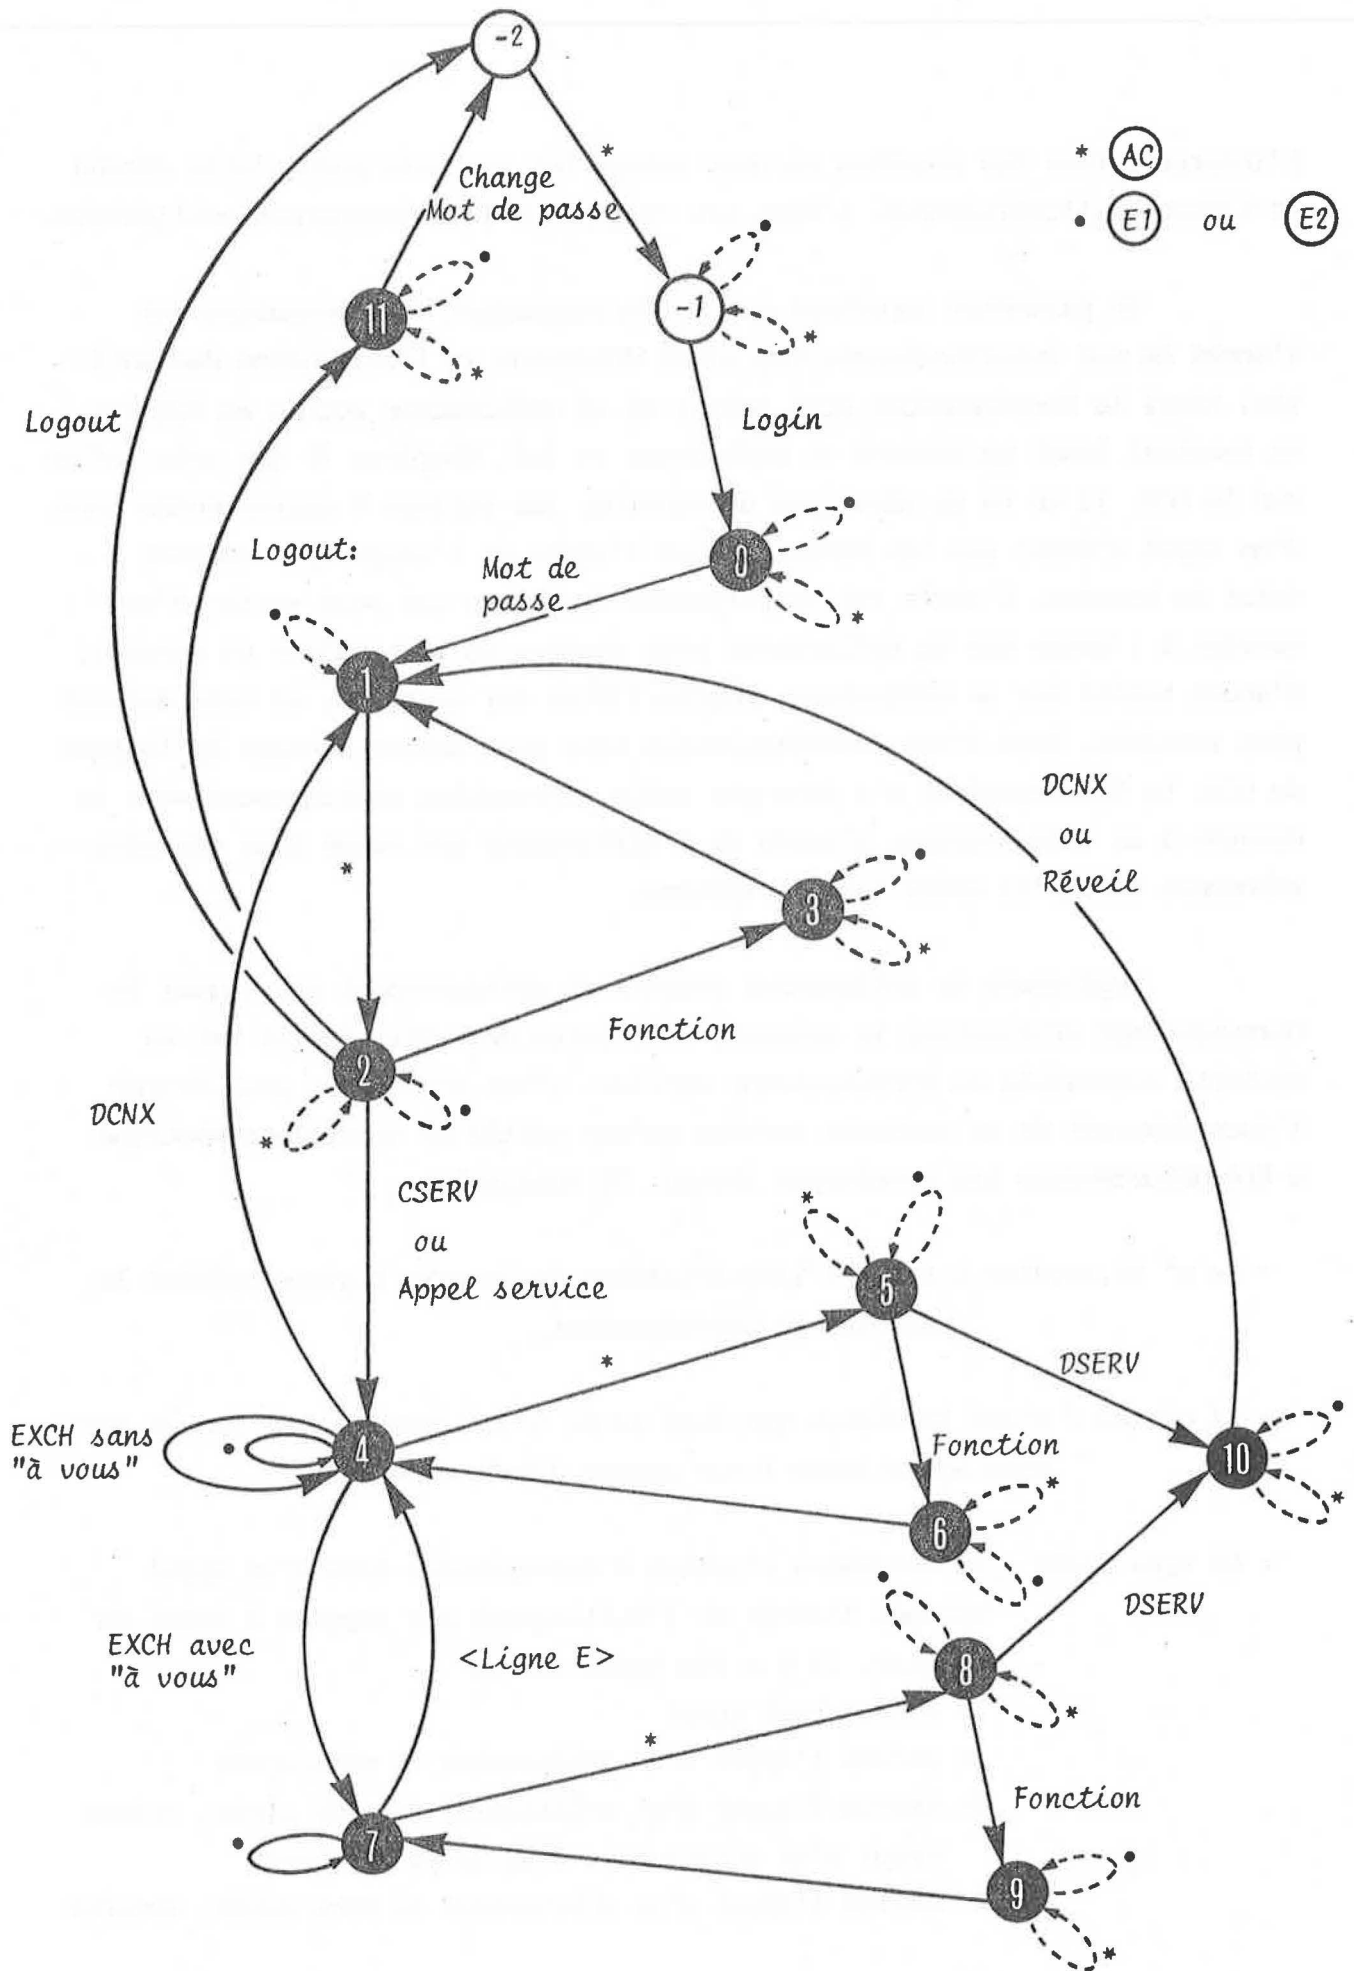 -2
* AC
• E1 ou E2
*
Change
Mot de passe
•
-1
*
•
11
*
Logout
Login
•
0
*
Logout:
Mot de
passe
•
1
DCNX
ou
Réveil
*
•
3
*
Fonction
2
•
*
DCNX
CSERV
ou
Appel service
*
•
5
*
DSERV
EXCH sans
"à vous"
•
4
Fonction
•
10
*
*
6
•
•
DSERV
EXCH avec
"à vous"
<Ligne E>
8
*
*
Fonction
•
7
•
9
*